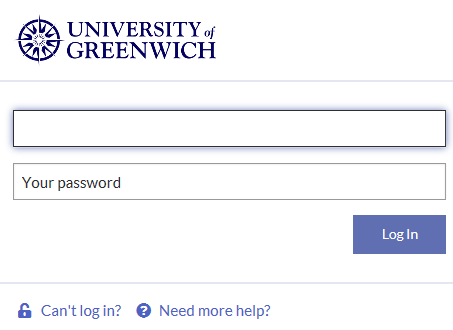 UNIVERSITY of
GREENWICH
Your password
Log In
Can't log in? Need more help?